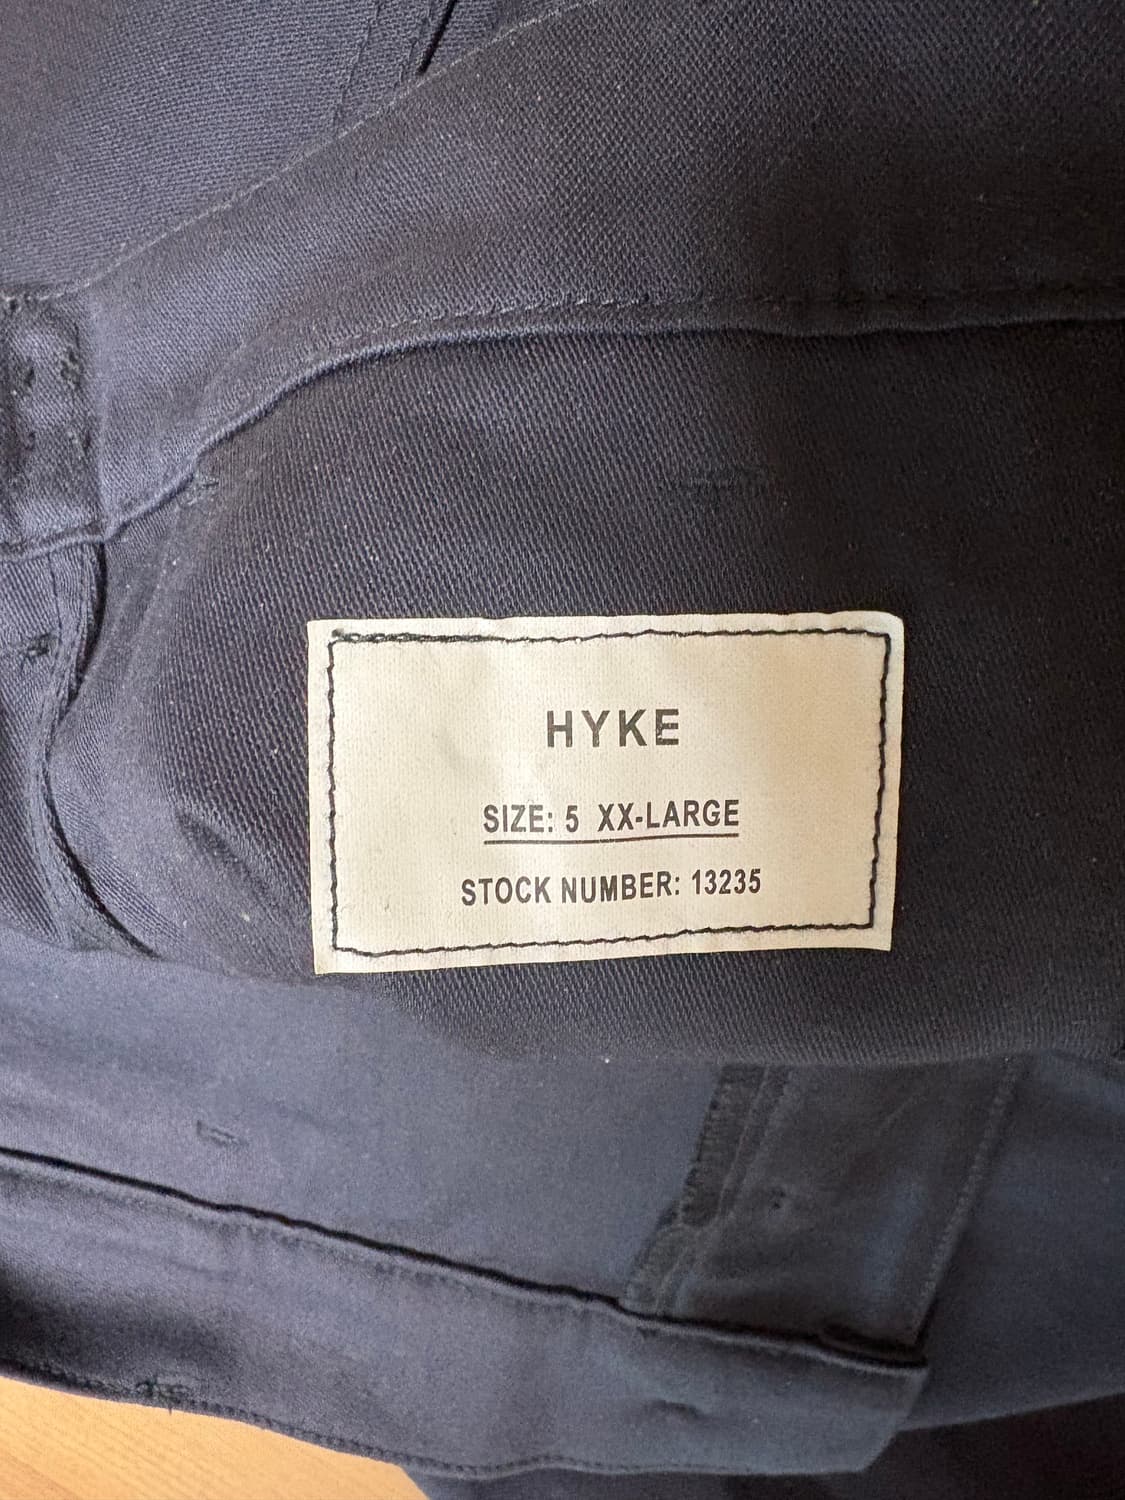 HYKE
SIZE: 5 XX-LARGE
STOCK NUMBER: 13235